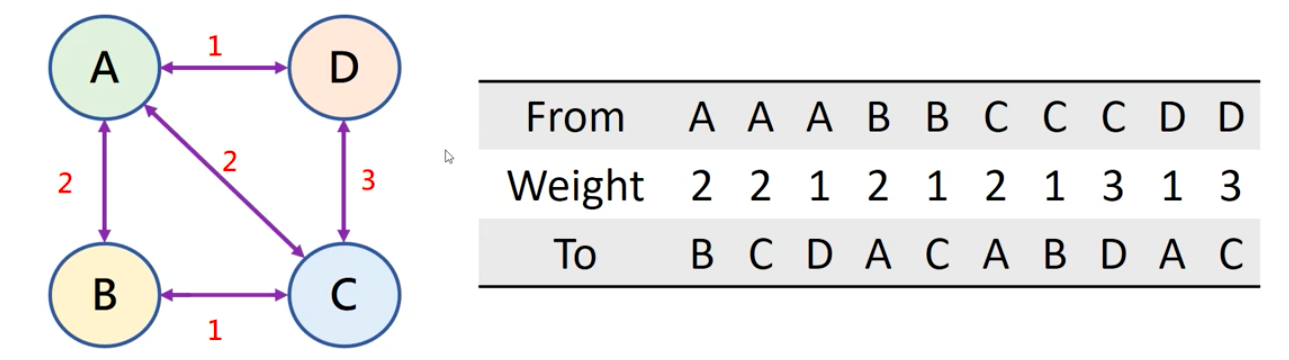 A
1
D
2
2
3
B
1
C
From A A A B B C C C D D
Weight 2 2 1 2 1 2 1 3 1 3
To B C D A C A B D A C